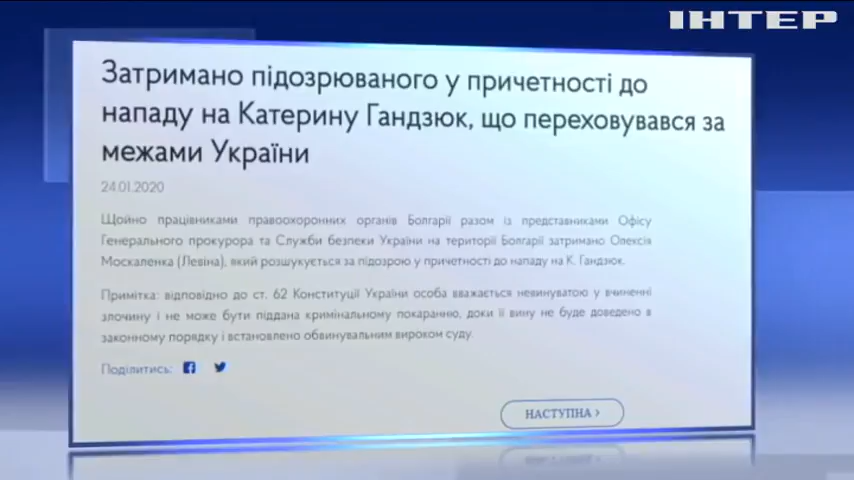 ІНТЕР
Затримано підозрюваного у причетності до
нападу на Катерину Гандзюк, що переховувався за
межами України
24.01.2020
Щойно працівниками правоохоронних органів Болгарії разом із представниками Офісу
Генерального прокурора та Служби безпеки України на території Болгарії затримано Олексія
Москаленка (Левіна), який розшукується за підозрою у причетності до нападу на К. Гандзюк.
Примітка: відповідно до ст. 62 Конституції України особа вважається невинуватою у вчиненні
злочину і не може бути піддана кримінальному покаранню, доки її вину не буде доведено в
законному порядку і встановлено обвинувальним вироком суду.
Поділитись:
НАСТУПНА ›